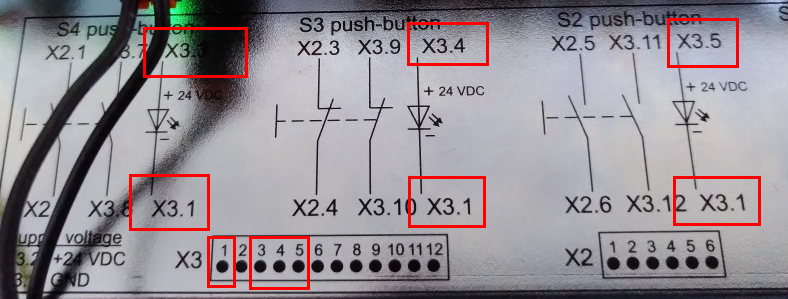 S4 push-button
X2.1 X3.3
+ 24 VDC
X3.1
S3 push-button
X2.3 X3.9 X3.4
+ 24 VDC
X2.4 X3.10 X3.1
S2 push-button
X2.5 X3.11 X3.5
+ 24 VDC
X2.6 X3.12 X3.1
voltage
+24 VDC
GND
X3 1 2 3 4 5 6 7 8 9 10 11 12
X2 1 2 3 4 5 6